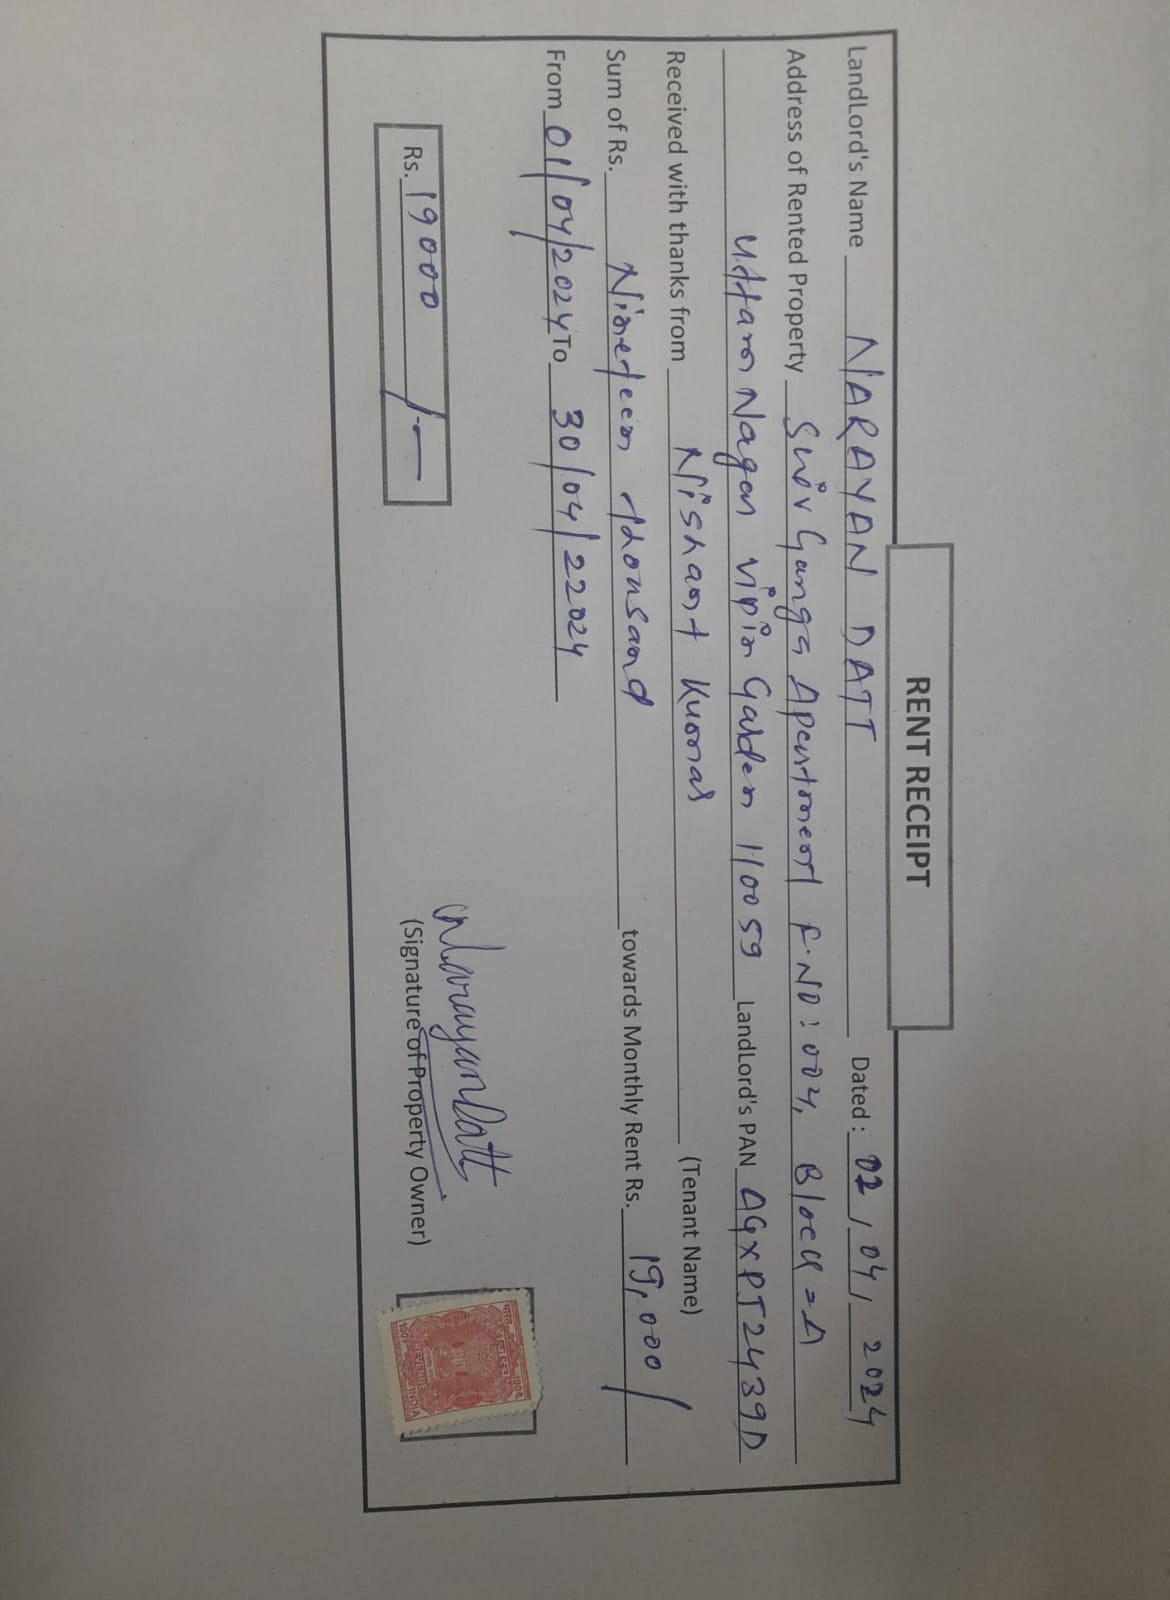 RENT RECEIPT
LandLord's Name NARAYAN DATT Dated : 02 / 04 / 2024
Address of Rented Property Shiv Ganga Apartment F.NO: 004, Block = A
Uttam Nagar Vipin Garden 110059 LandLord's PAN AGXPT2439D
Received with thanks from Nishant Kumar (Tenant Name)
Sum of Rs. Nineteen thousand towards Monthly Rent Rs. 19,000/
From 01/04/2024 To 30/04/22024
Rs. 19000 /-
Narayan Datt
(Signature of Property Owner)
REVENUE
INDIA